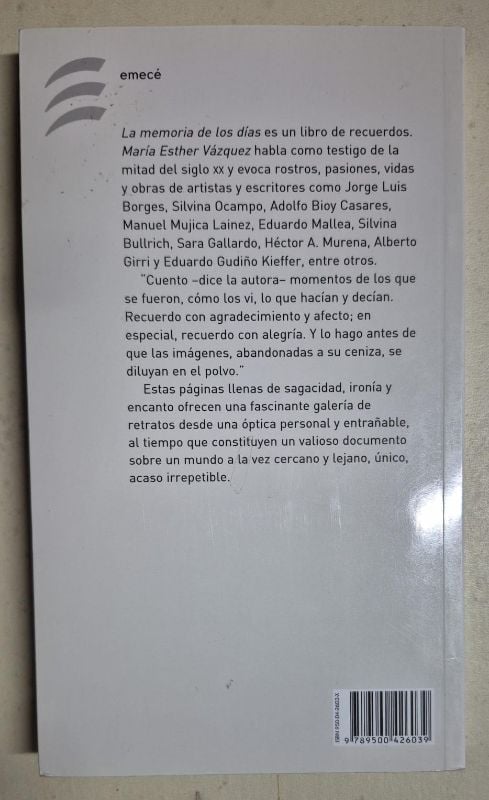 emecé
La memoria de los días es un libro de recuerdos.
María Esther Vázquez habla como testigo de la
mitad del siglo XX y evoca rostros, pasiones, vidas
y obras de artistas y escritores como Jorge Luis
Borges, Silvina Ocampo, Adolfo Bioy Casares,
Manuel Mujica Lainez, Eduardo Mallea, Silvina
Bullrich, Sara Gallardo, Héctor A. Murena, Alberto
Girri y Eduardo Gudiño Kieffer, entre otros.
"Cuento –dice la autora– momentos de los que
se fueron, cómo los vi, lo que hacían y decían.
Recuerdo con agradecimiento y afecto; en
especial, recuerdo con alegría. Y lo hago antes de
que las imágenes, abandonadas a su ceniza, se
diluyan en el polvo."
Estas páginas llenas de sagacidad, ironía y
encanto ofrecen una fascinante galería de
retratos desde una óptica personal y entrañable,
al tiempo que constituyen un valioso documento
sobre un mundo a la vez cercano y lejano, único,
acaso irrepetible.
ISBN 950-04-2603-X
9 789500 426039